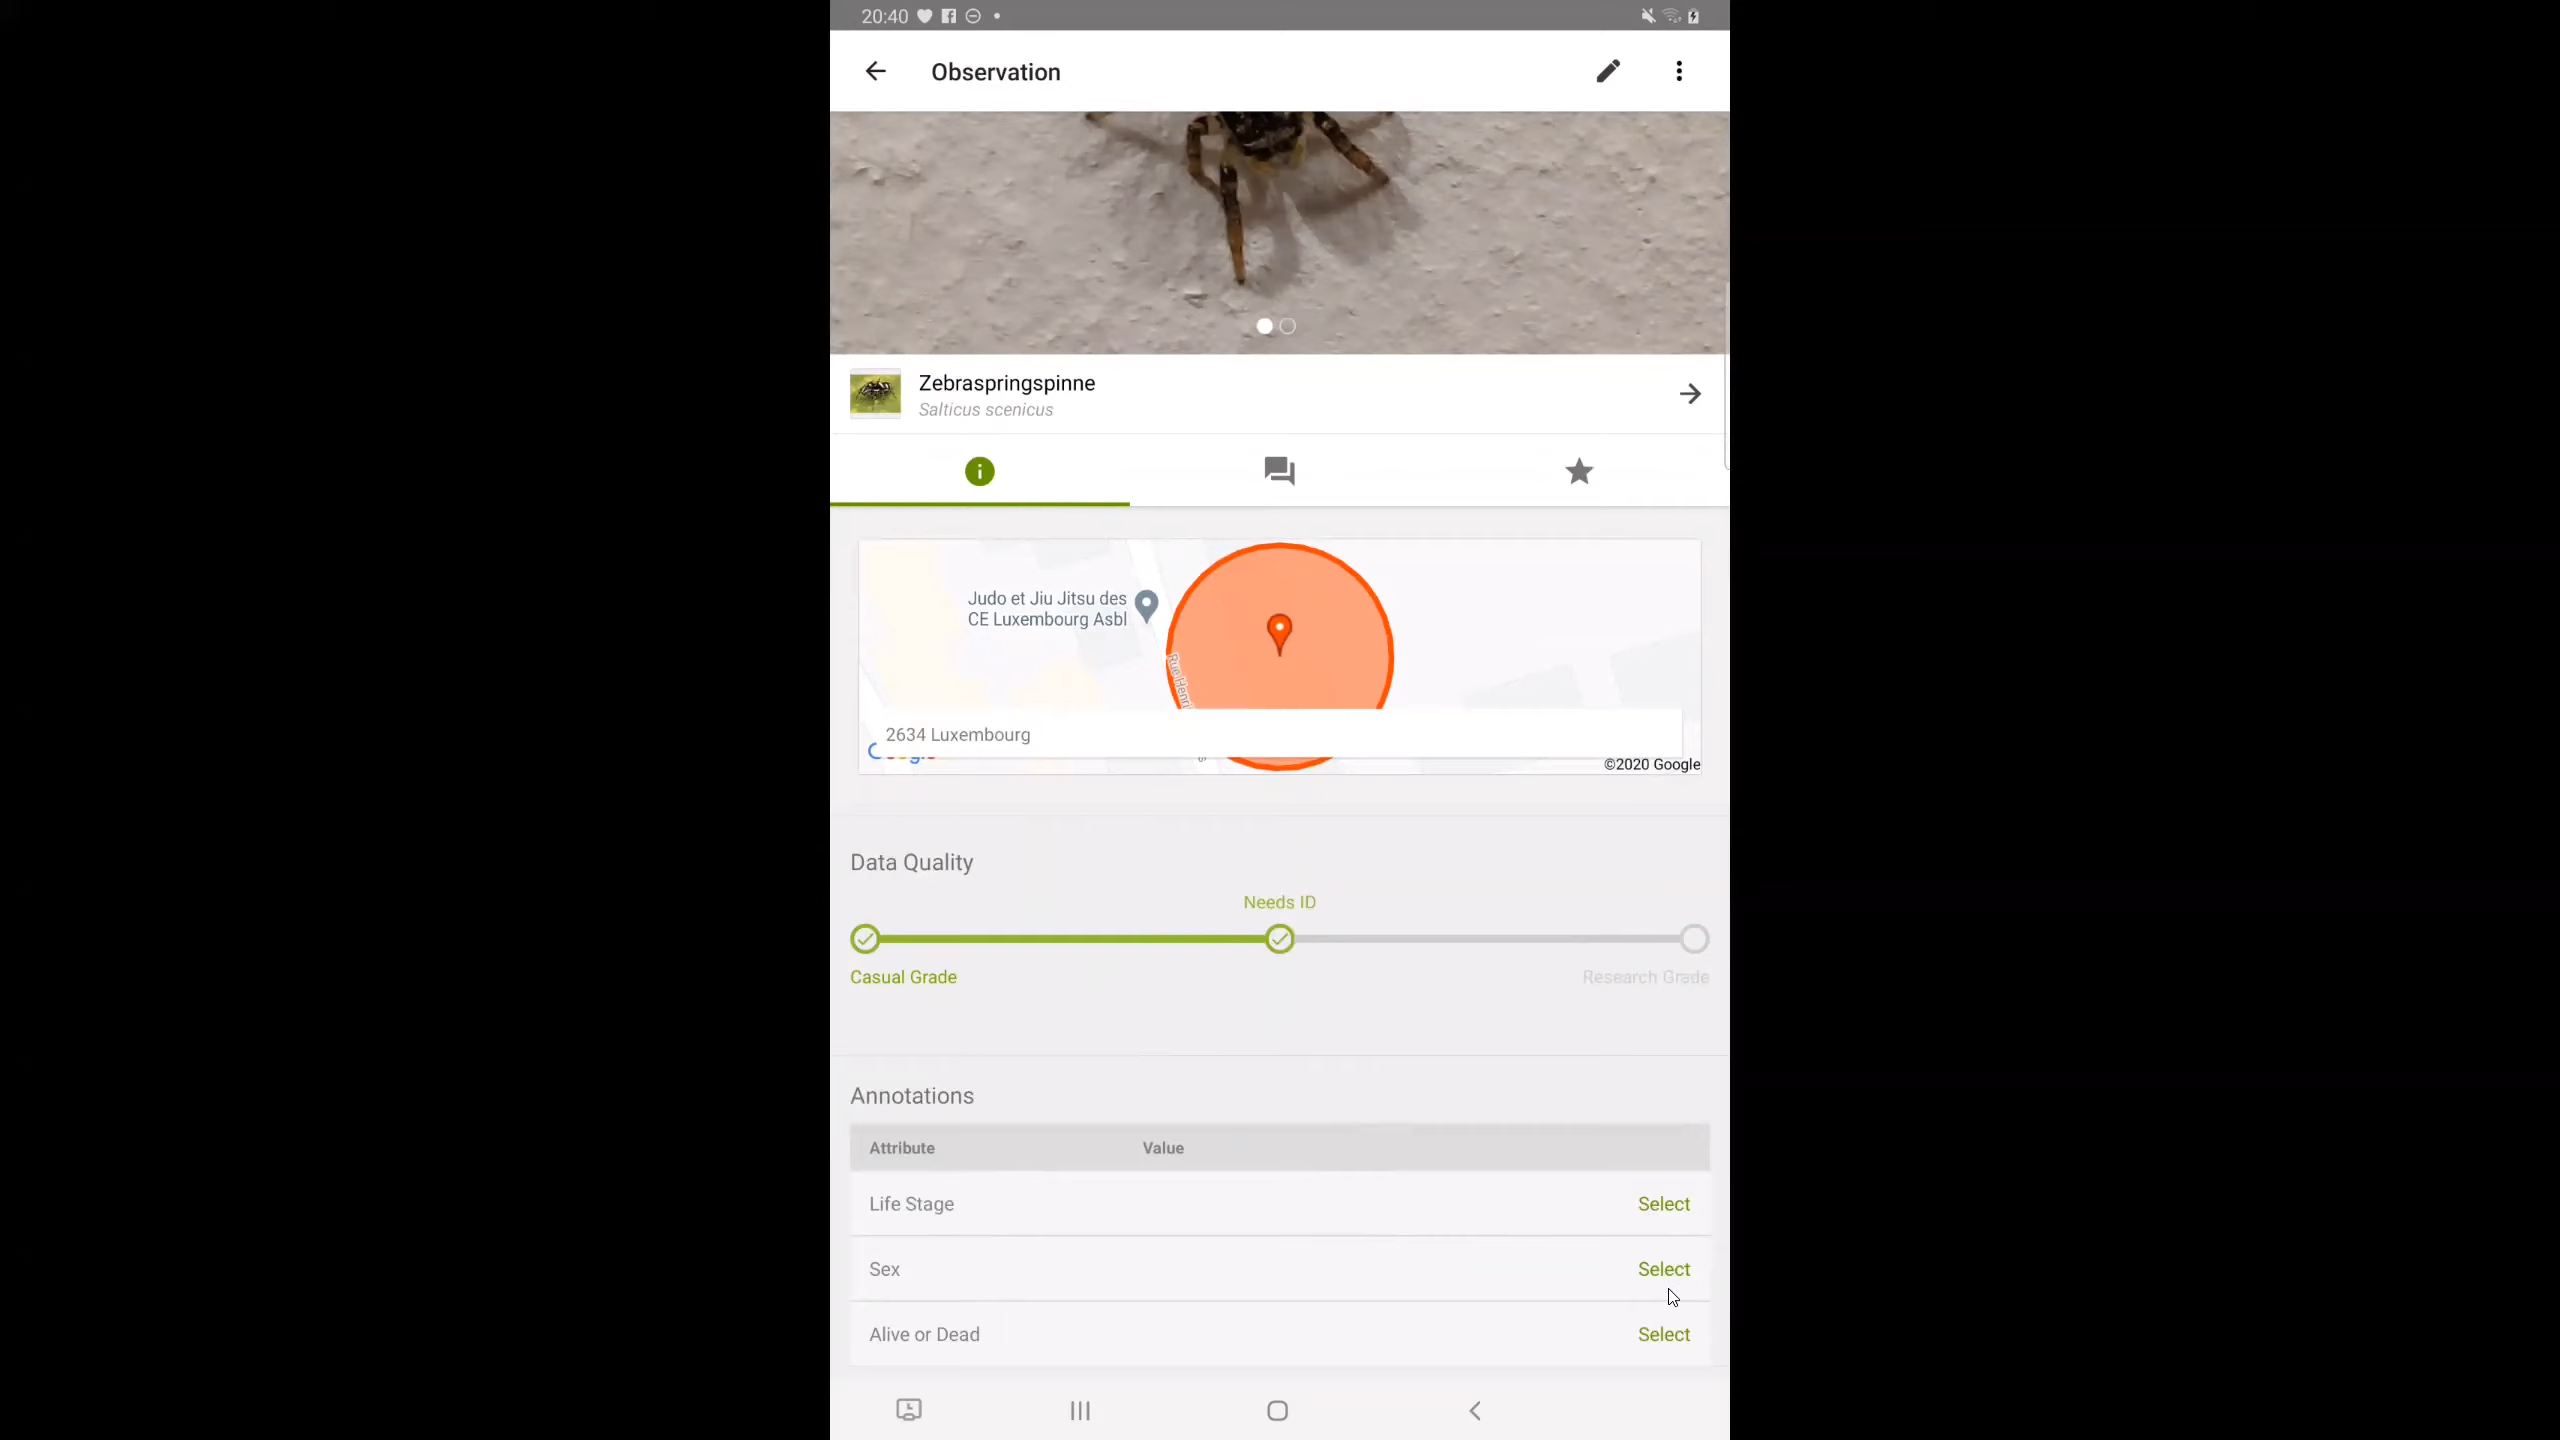 20:40
Observation
Zebraspringspinne
Salticus scenicus
Judo et Jiu Jitsu des
CE Luxembourg Asbl
Rue Henri
2634 Luxembourg
©2020 Google
Data Quality
Needs ID
Casual Grade
Research Grade
Annotations
Attribute Value
Life Stage Select
Sex Select
Alive or Dead Select